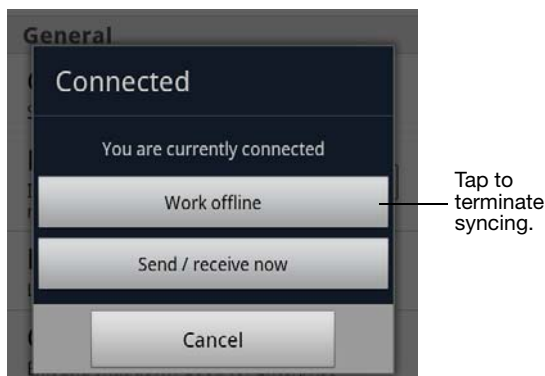 General
Connected
You are currently connected
Work offline
Tap to
terminate
syncing.
Send / receive now
Cancel